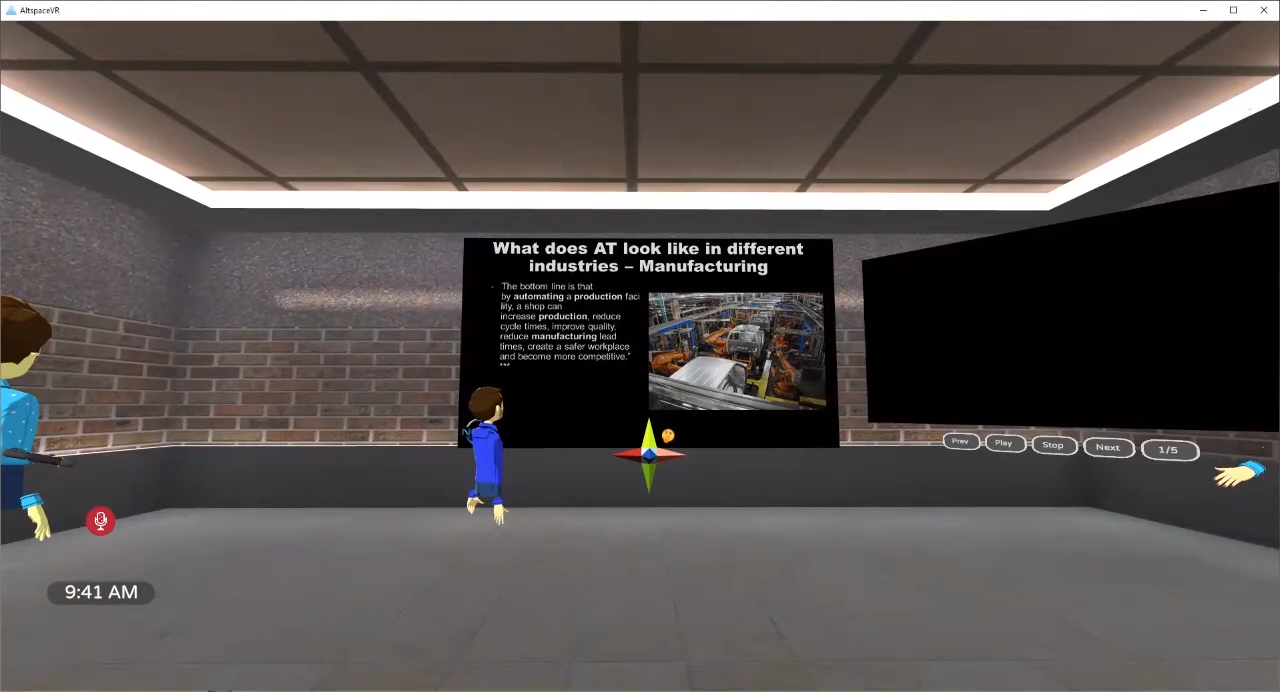 AltspaceVR
What does AT look like in different
industries – Manufacturing
- The bottom line is that
by automating a production faci
lity, a shop can
increase production, reduce
cycle times, improve quality,
reduce manufacturing lead
times, create a safer workplace
and become more competitive."
***
Prev Play Stop Next 1/5
9:41 AM